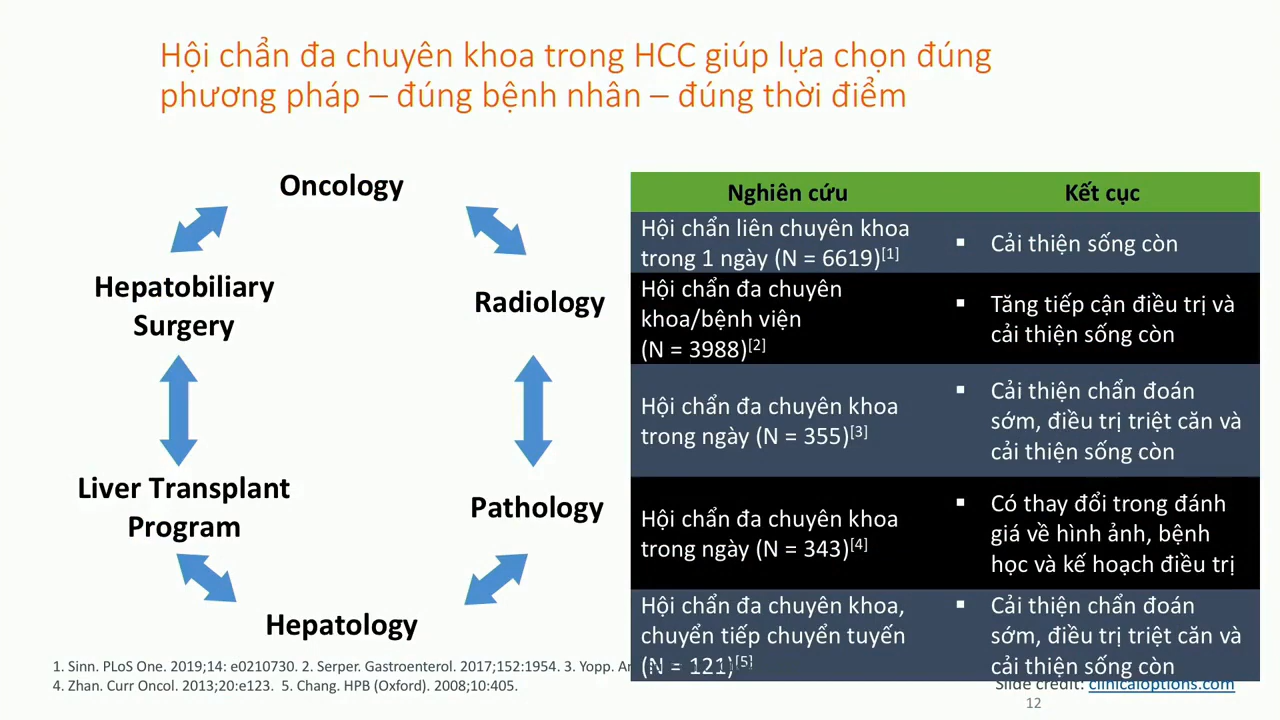 Hội chẩn đa chuyên khoa trong HCC giúp lựa chọn đúng
phương pháp – đúng bệnh nhân – đúng thời điểm
Oncology
Hepatobiliary
Surgery
Radiology
Liver Transplant
Program
Pathology
Hepatology
Nghiên cứu
Kết cục
Hội chẩn liên chuyên khoa
trong 1 ngày (N = 6619)[1]
▪ Cải thiện sống còn
Hội chẩn đa chuyên
khoa/bệnh viện
(N = 3988)[2]
▪ Tăng tiếp cận điều trị và
cải thiện sống còn
Hội chẩn đa chuyên khoa
trong ngày (N = 355)[3]
▪ Cải thiện chẩn đoán
sớm, điều trị triệt căn và
cải thiện sống còn
Hội chẩn đa chuyên khoa
trong ngày (N = 343)[4]
▪ Có thay đổi trong đánh
giá về hình ảnh, bệnh
học và kế hoạch điều trị
Hội chẩn đa chuyên khoa,
chuyển tiếp chuyển tuyến
(N = 121)[5]
▪ Cải thiện chẩn đoán
sớm, điều trị triệt căn và
cải thiện sống còn
1. Sinn. PLoS One. 2019;14: e0210730. 2. Serper. Gastroenterol. 2017;152:1954. 3. Yopp.
4. Zhan. Curr Oncol. 2013;20:e123. 5. Chang. HPB (Oxford). 2008;10:405.
Slide credit: clinicaloptions.com
12